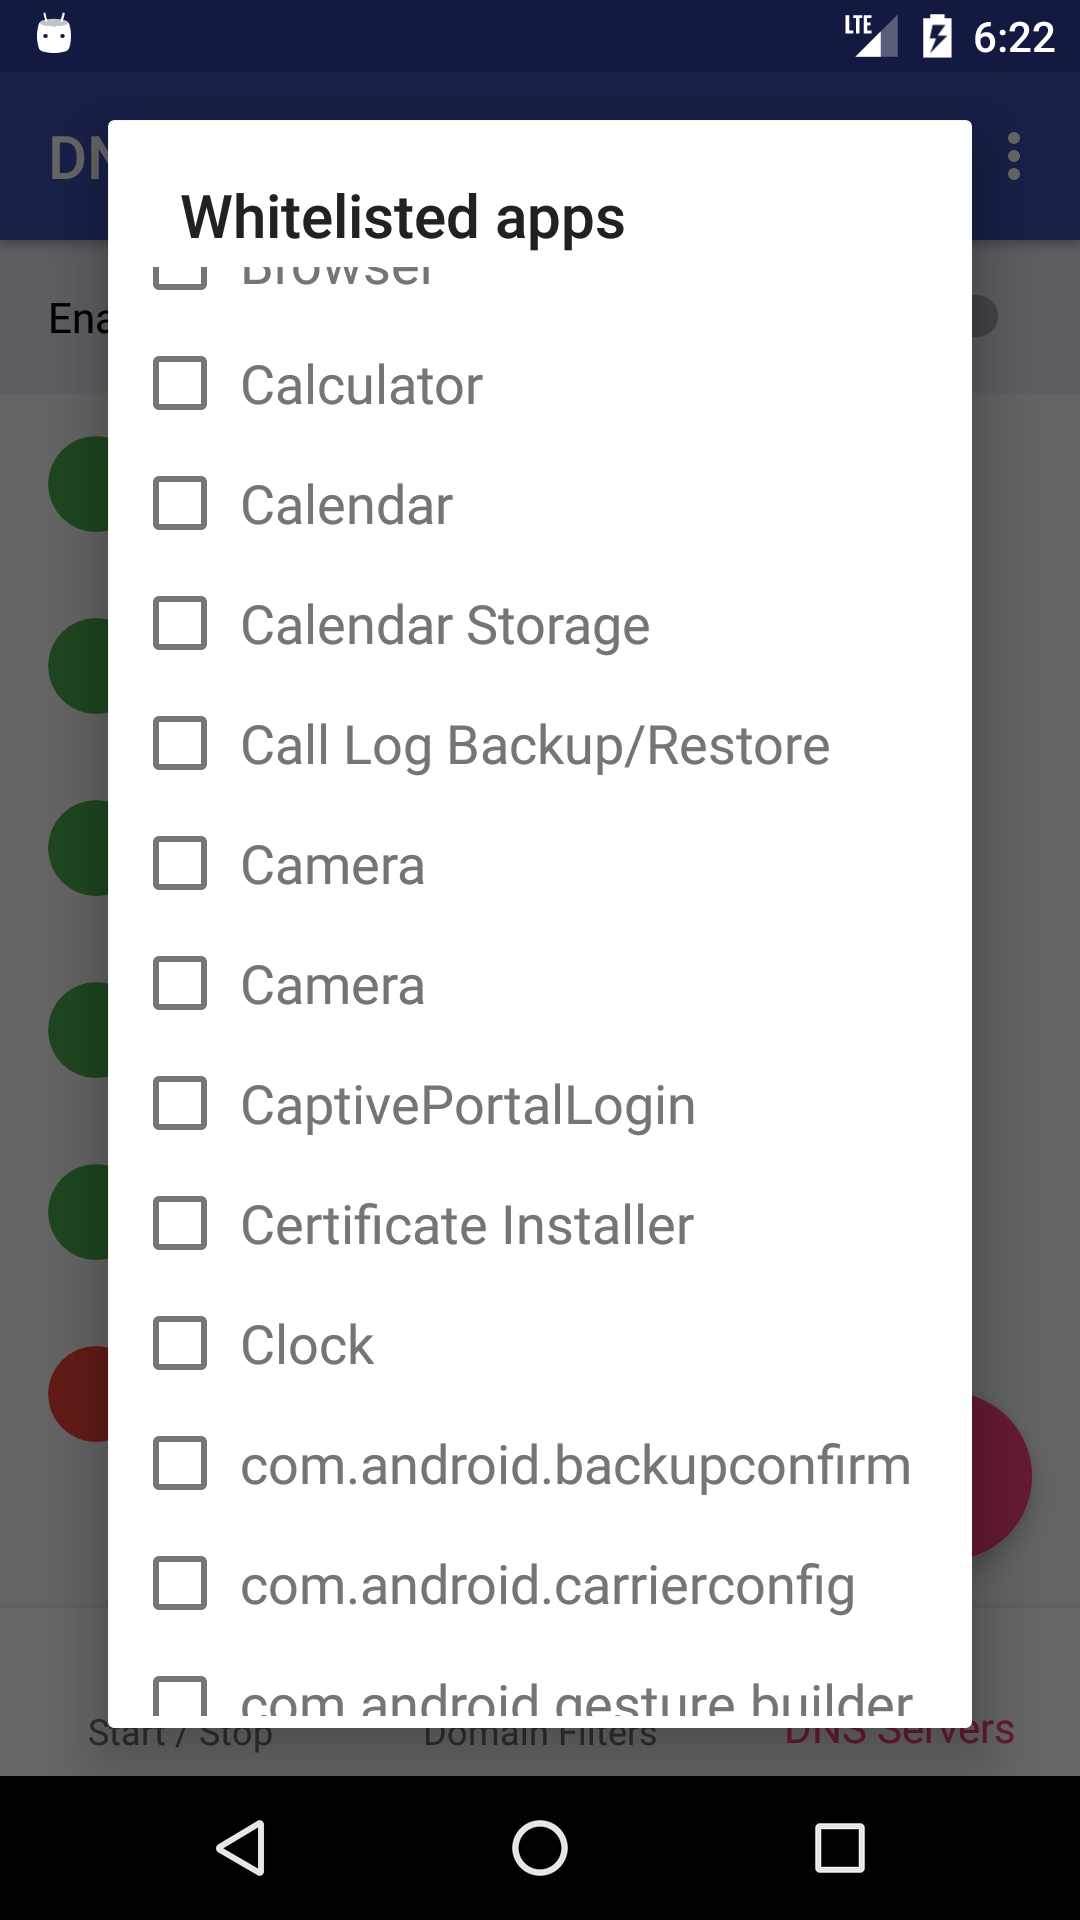 LTE 6:22
DN
Whitelisted apps
Browser
Ena
Calculator
Calendar
Calendar Storage
Call Log Backup/Restore
Camera
Camera
CaptivePortalLogin
Certificate Installer
Clock
com.android.backupconfirm
com.android.carrierconfig
com.android.gesture.builder
Start / Stop Domain Filters DNS Servers